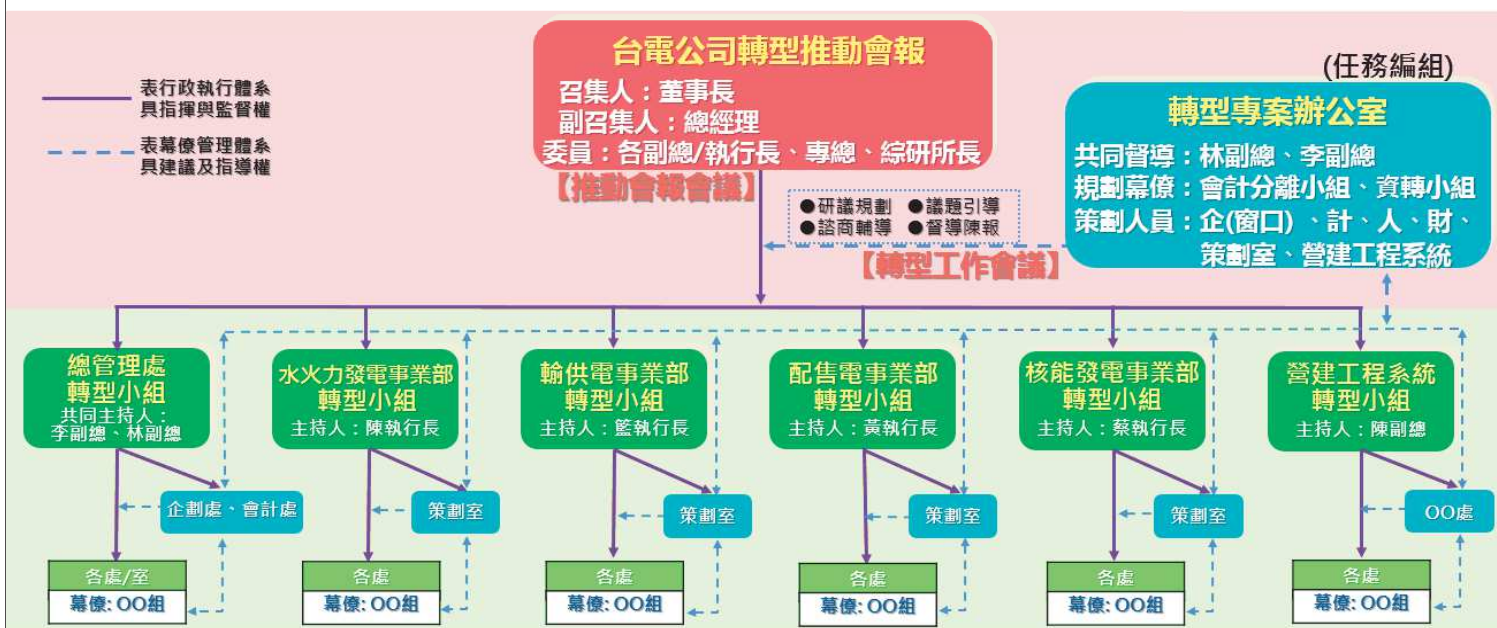 台電公司轉型推動會報
召集人：董事長
副召集人：總經理
委員：各副總/執行長、專總、綜研所長
【推動會報會議】
表行政執行體系
具指揮與監督權
表幕僚管理體系
具建議及指導權
(任務編組)
轉型專案辦公室
共同督導：林副總、李副總
規劃幕僚：會計分離小組、資轉小組
策劃人員：企(窗口)、計、人、財、
策劃室、營建工程系統
●研議規劃 ●議題引導
●諮商輔導 ●督導陳報
【轉型工作會議】
總管理處
轉型小組
共同主持人：
李副總、林副總
水火力發電事業部
轉型小組
主持人：陳執行長
輸供電事業部
轉型小組
主持人：籃執行長
配售電事業部
轉型小組
主持人：黃執行長
核能發電事業部
轉型小組
主持人：蔡執行長
營建工程系統
轉型小組
主持人：陳副總
企劃處、會計處
策劃室
策劃室
策劃室
策劃室
OO處
各處/室
幕僚: OO組
各處
幕僚: OO組
各處
幕僚: OO組
各處
幕僚: OO組
各處
幕僚: OO組
各處
幕僚: OO組